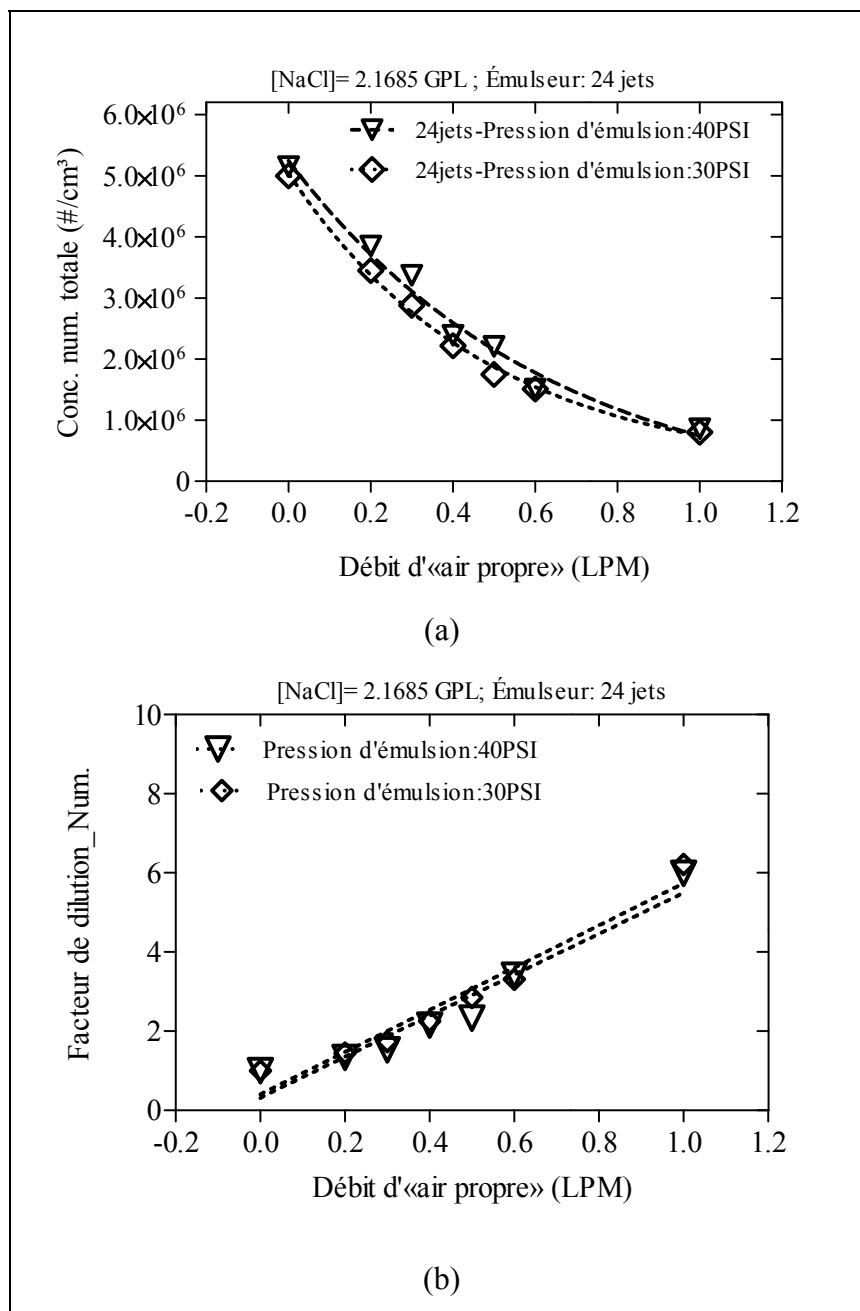 [NaCl]= 2.1685 GPL ; Émulseur: 24 jets
6.0×10⁶
5.0×10⁶
4.0×10⁶
3.0×10⁶
2.0×10⁶
1.0×10⁶
0
Conc. num. totale (#/cm³)
24jets-Pression d'émulsion:40PSI
24jets-Pression d'émulsion:30PSI
-0.2 0.0 0.2 0.4 0.6 0.8 1.0 1.2
Débit d'«air propre» (LPM)
(a)
[NaCl]= 2.1685 GPL; Émulseur: 24 jets
10
8
6
4
2
0
Facteur de dilution_Num.
Pression d'émulsion:40PSI
Pression d'émulsion:30PSI
-0.2 0.0 0.2 0.4 0.6 0.8 1.0 1.2
Débit d'«air propre» (LPM)
(b)